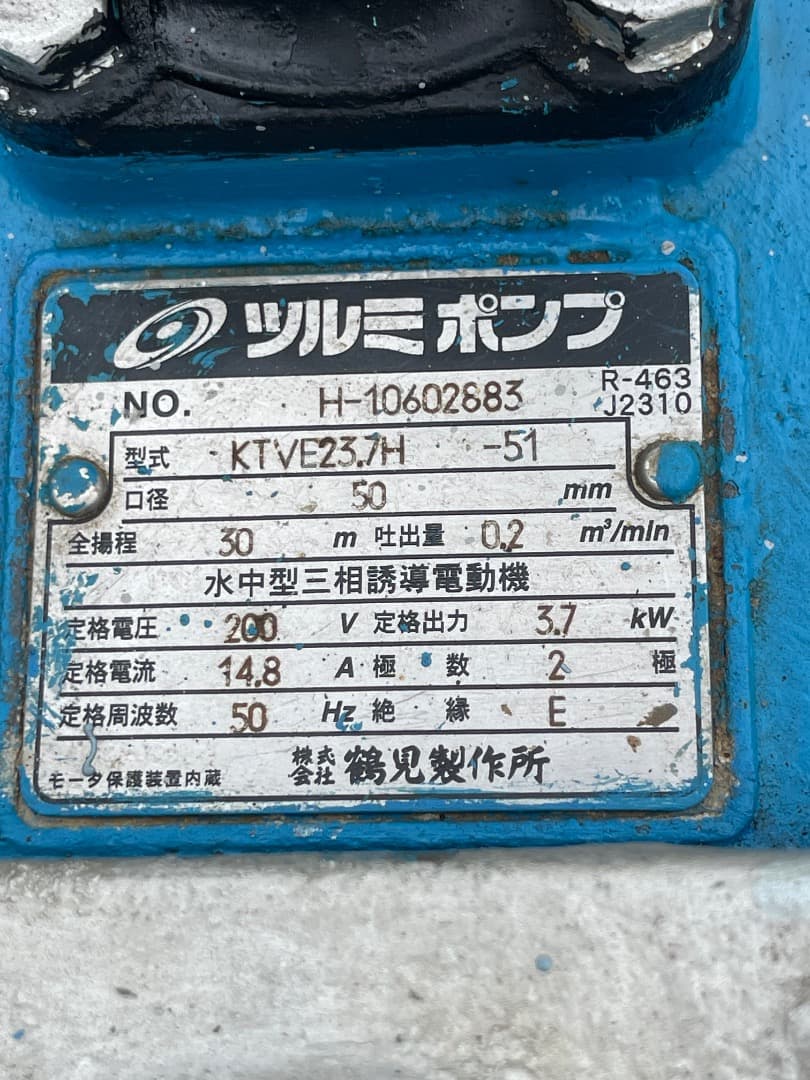 ツルミポンプ
NO. H-10602883 R-463
J2310
型式 KTVE23.7H -51
口径 50 mm
全揚程 30 m 吐出量 0.2 m³/min
水中型三相誘導電動機
定格電圧 200 V 定格出力 3.7 kW
定格電流 14.8 A 極数 2 極
定格周波数 50 Hz 絶縁 E
モータ保護装置内蔵 株式会社 鶴見製作所